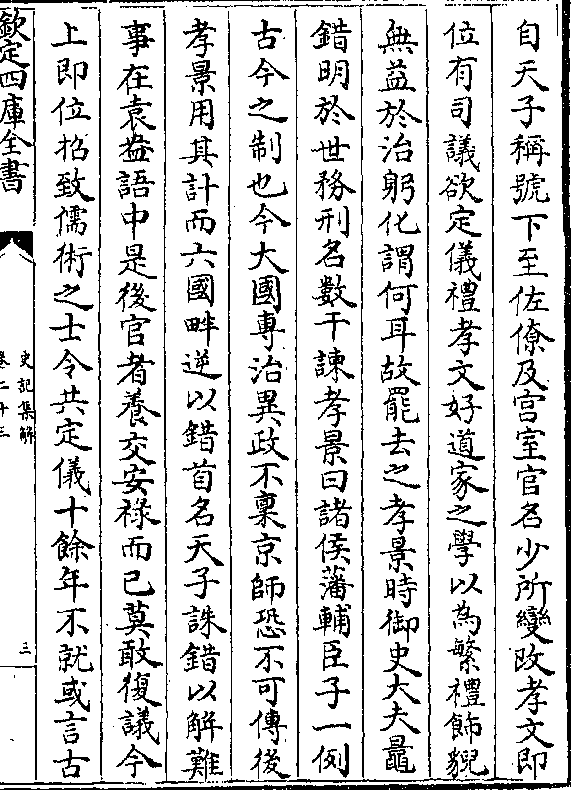 自天子稱號下至佐僚及宫室官名少所變改孝文即
位有司議欲定儀禮孝文好道家之學以為繁禮飾貌
無益於治躬化謂何耳故罷去之孝景時御史大夫鼂
錯明於世務刑名數干諫孝景曰諸侯藩輔臣子一例
古今之制也今大國專治異政不稟京師恐不可傳後
孝景用其計而六國畔逆以錯首名天子誅錯以解難
事在袁盎語中是後官者養交安禄而已莫敢復議今
上即位招致儒術之士令共定儀十餘年不就或言古
欽定四庫全書
史記集解
卷二十三
三